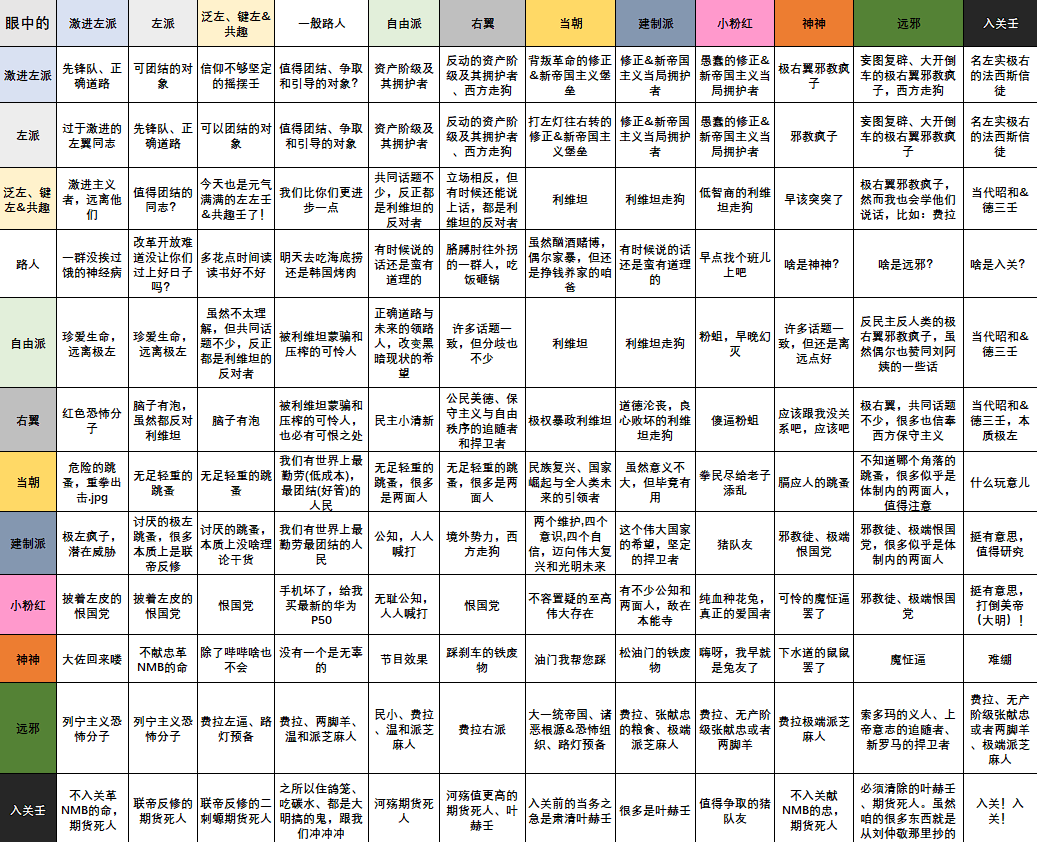 眼中的
激进左派
左派
泛左、键左&
共趣
一般路人
自由派
右翼
当朝
建制派
小粉红
神神
远邪
入关壬
激进左派
先锋队、正
确道路
可团结的对
象
信仰不够坚定
的摇摆壬
值得团结、争取
和引导的对象?
资产阶级及
其拥护者
反动的资产阶
级及其拥护者
、西方走狗
背叛革命的修正
&新帝国主义堡
垒
修正&新帝国
主义当局拥护
者
愚蠢的修正&
新帝国主义当
局拥护者
极右翼邪教疯
子
妄图复辟、大开倒
车的极右翼邪教疯
子，西方走狗
名左实极右
的法西斯信
徒
左派
过于激进的
左翼同志
先锋队、正
确道路
可以团结的对
象
值得团结、争取
和引导的对象
资产阶级及
其拥护者
反动的资产阶
级及其拥护者
、西方走狗
打左灯往右转的
修正&新帝国主
义堡垒
修正&新帝国
主义当局拥护
者
愚蠢的修正&
新帝国主义当
局拥护者
邪教疯子
妄图复辟、大开倒
车的极右翼邪教疯
子
名左实极右
的法西斯信
徒
泛左、键
左&共趣
激进主义
者，远离他
们
值得团结的
同志?
今天也是元气
满满的左左壬
&共趣壬了!
我们比你们更进
步一点
共同话题不
少，反正都
是利维坦的
反对者
立场相反，但
有时候还能说
上话，都是利
维坦的反对者
利维坦
利维坦走狗
低智商的利维
坦走狗
早该突突了
极右翼邪教疯子，
然而我也会学他们
说话，比如：费拉
当代昭和&
德三壬
路人
一群没挨过
饿的神经病
改革开放难
道没让你们
过上好日子
吗?
多花点时间读
读书好不好
明天去吃海底捞
还是韩国烤肉
有时候说的
话还是蛮有
道理的
胳膊肘往外拐
的一群人，吃
饭砸锅
虽然酗酒赌博，
偶尔家暴，但还
是挣钱养家的咱
爸
有时候说的话
还是蛮有道理
的
早点找个班儿
上吧
啥是神神?
啥是远邪?
啥是入关?
自由派
珍爱生命，
远离极左
珍爱生命，
远离极左
虽然不太理
解，但共同话
题不少，反正
都是利维坦的
反对者
被利维坦蒙骗和
压榨的可怜人
正确道路与
未来的领路
人，改变黑
暗现状的希
望
许多话题一
致，但分歧也
不少
利维坦
利维坦走狗
粉蛆，早晚幻
灭
许多话题一
致，但还是离
远点好
反民主反人类的极
右翼邪教疯子，虽
然偶尔也赞同刘阿
姨的一些话
当代昭和&
德三壬
右翼
红色恐怖分
子
脑子有泡，
虽然都反对
利维坦
脑子有泡
被利维坦蒙骗和
压榨的可怜人，
也必有可恨之处
民主小清新
公民美德、保
守主义与自由
秩序的追随者
和捍卫者
极权暴政利维坦
道德沦丧，良
心败坏的利维
坦走狗
傻逼粉蛆
应该跟我没关
系吧，应该吧
极右翼，共同话题
不少，很多也信奉
西方保守主义
当代昭和&
德三壬，本
质极左
当朝
危险的跳
蚤，重拳出
击.jpg
无足轻重的
跳蚤
无足轻重的跳
蚤
我们有世界上最
勤劳(低成本)，
最团结(好管)的
人民
无足轻重的
跳蚤，很多
是两面人
无足轻重的跳
蚤，很多是两
面人
民族复兴、国家
崛起与全人类未
来的引领者
虽然意义不
大，但毕竟有
用
拳民尽给老子
添乱
膈应人的跳蚤
不知道哪个角落的
跳蚤，很多似乎是
体制内的两面人，
值得注意
什么玩意儿
建制派
极左疯子，
潜在威胁
讨厌的极左
跳蚤，很多
本质上是联
帝反修
讨厌的跳蚤，
本质上没啥理
论干货
我们有世界上最
勤劳最团结的人
民
公知，人人
喊打
境外势力，西
方走狗
两个维护,四个
意识,四个自
信，迈向伟大复
兴和光明未来
这个伟大国家
的希望，坚定
的捍卫者
猪队友
邪教徒、极端
恨国党
邪教徒、极端恨国
党，很多似乎是体
制内的两面人
挺有意思，
值得研究
小粉红
披着左皮的
恨国党
披着左皮的
恨国党
恨国党
手机坏了，给我
买最新的华为
P50
无耻公知，
人人喊打
恨国党
不容置疑的至高
伟大存在
有不少公知和
两面人，敌在
本能寺
纯血种花兔，
真正的爱国者
可怜的魔怔逼
罢了
邪教徒、极端恨国
党
挺有意思，
打倒美帝
（大明）!
神神
大佐回来喽
不献忠革
NMB的命
除了哔哔啥也
不会
没有一个是无辜
的
节目效果
踩刹车的铁废
物
油门我帮您踩
松油门的铁废
物
嗨呀，我早就
是兔友了
下水道的鼠鼠
罢了
魔怔逼
难绷
远邪
列宁主义恐
怖分子
列宁主义恐
怖分子
费拉左逼、路
灯预备
费拉、两脚羊、
温和派芝麻人
民小、费拉
、温和派芝
麻人
费拉右派
大一统帝国、诸
恶根源&恐怖组
织、路灯预备
费拉、张献忠
的粮食、极端
派芝麻人
费拉、无产阶
级张献忠或者
两脚羊
费拉极端派芝
麻人
索多玛的义人、上
帝意志的追随者、
新罗马的捍卫者
费拉、无产
阶级张献忠
或者两脚羊
、极端派芝
麻人
入关壬
不入关革
NMB的命，
期货死人
联帝反修的
期货死人
联帝反修的二
刺螈期货死人
之所以住鸽笼、
吃碳水、都是大
明搞的鬼，跟我
们冲冲冲
河殇期货死
人
河殇值更高的
期货死人、叶
赫壬
入关前的当务之
急是肃清叶赫壬
很多是叶赫壬
值得争取的猪
队友
不入关献
NMB的忠，
期货死人
必须清除的叶赫壬
、期货死人。虽然
咱的很多东西就是
从刘仲敬那里抄的
入关！入
关！